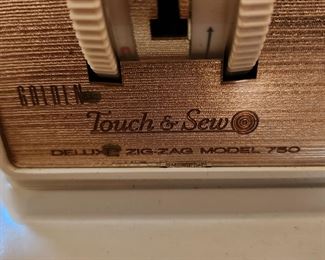 GOLDEN
Touch & Sew
DELUXE ZIG-ZAG MODEL 750